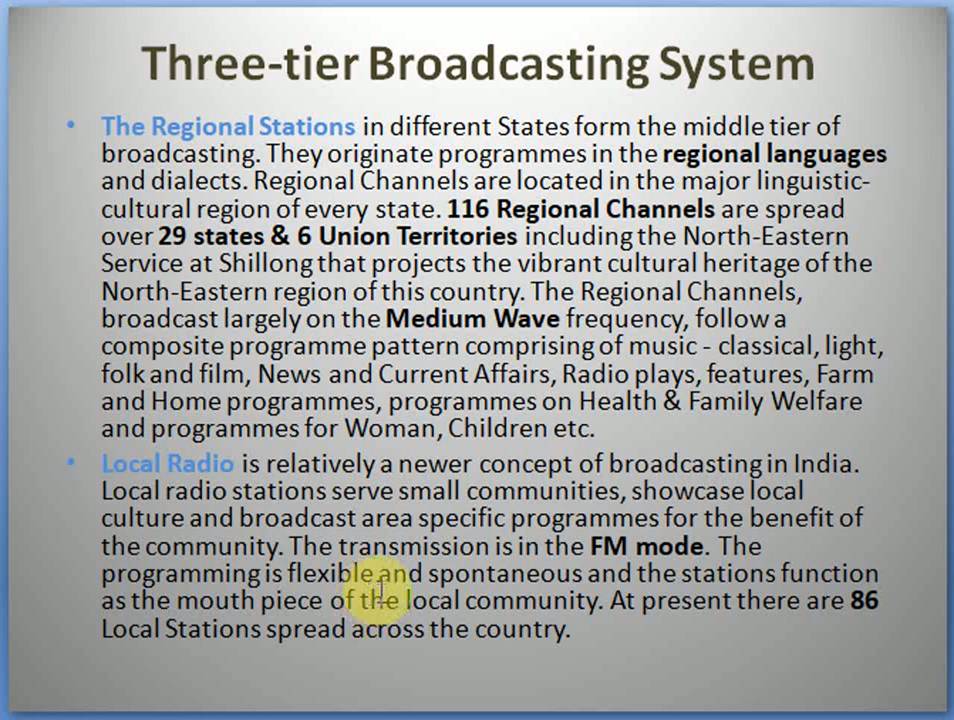 Three-tier Broadcasting System
• The Regional Stations in different States form the middle tier of
broadcasting. They originate programmes in the regional languages
and dialects. Regional Channels are located in the major linguistic-
cultural region of every state. 116 Regional Channels are spread
over 29 states & 6 Union Territories including the North-Eastern
Service at Shillong that projects the vibrant cultural heritage of the
North-Eastern region of this country. The Regional Channels,
broadcast largely on the Medium Wave frequency, follow a
composite programme pattern comprising of music - classical, light,
folk and film, News and Current Affairs, Radio plays, features, Farm
and Home programmes, programmes on Health & Family Welfare
and programmes for Woman, Children etc.
• Local Radio is relatively a newer concept of broadcasting in India.
Local radio stations serve small communities, showcase local
culture and broadcast area specific programmes for the benefit of
the community. The transmission is in the FM mode. The
programming is flexible and spontaneous and the stations function
as the mouth piece of the local community. At present there are 86
Local Stations spread across the country.